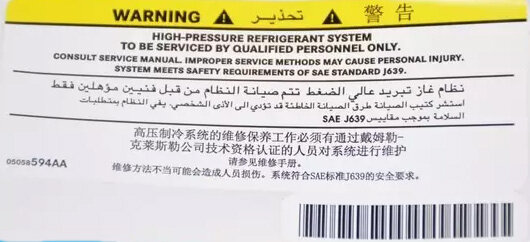 WARNING ⚠ تحذير ⚠ 警告
HIGH-PRESSURE REFRIGERANT SYSTEM
TO BE SERVICED BY QUALIFIED PERSONNEL ONLY.
CONSULT SERVICE MANUAL. IMPROPER SERVICE METHODS MAY CAUSE PERSONAL INJURY.
SYSTEM MEETS SAFETY REQUIREMENTS OF SAE STANDARD J639.
نظام غاز تبريد عالي الضغط تتم صيانة النظام من قبل فنيين مؤهلين فقط
استشر كتيب الصيانة طرق الصيانة الخاطئة قد تؤدي الى الأذى الشخصي. يفي النظام بمتطلبات
السلامة بموجب مقاييس SAE J639
高压制冷系统的维修保养工作必须有通过戴姆勒-
克莱斯勒公司技术资格认证的人员对系统进行维护
请参见维修手册。
维修方法不当可能会造成人员损伤。系统符合SAE标准J639的安全要求。
05058594AA